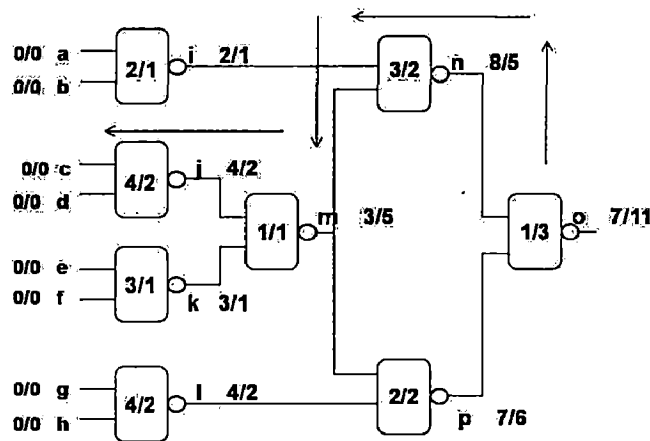 0/0 a
0/0 b
2/1
i 2/1
3/2
n 8/5
0/0 c
0/0 d
4/2
j 4/2
1/1
m 3/5
1/3
o 7/11
0/0 e
0/0 f
3/1
k 3/1
0/0 g
0/0 h
4/2
l 4/2
2/2
p 7/6